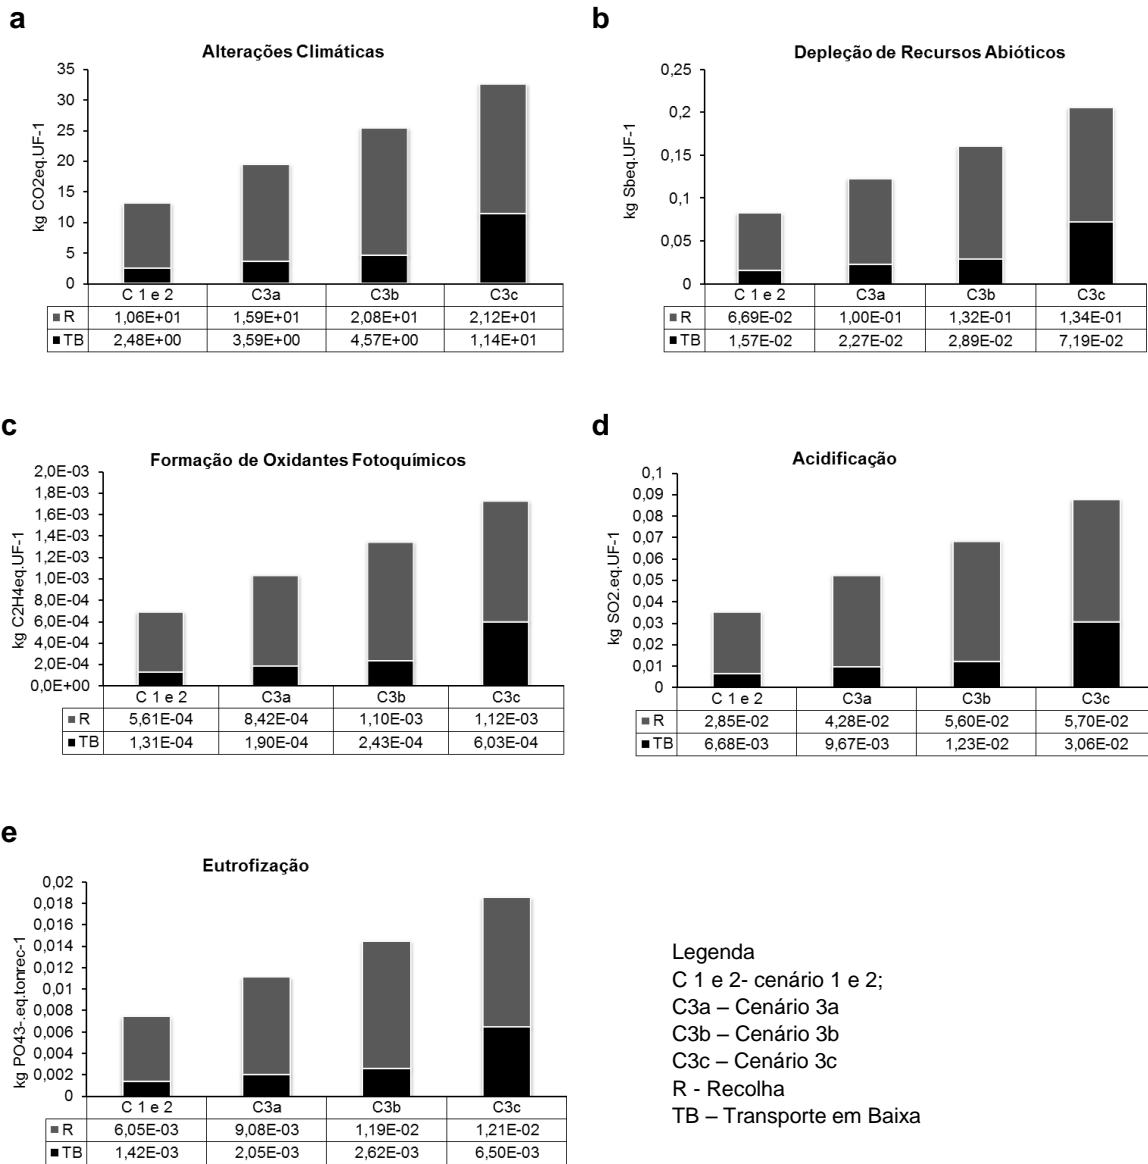 a
Alterações Climáticas
kg CO2eq.UF-1
35
30
25
20
15
10
5
0
C 1 e 2 C3a C3b C3c
R 1,06E+01 1,59E+01 2,08E+01 2,12E+01
TB 2,48E+00 3,59E+00 4,57E+00 1,14E+01
b
Depleção de Recursos Abióticos
kg Sbeq.UF-1
0,25
0,2
0,15
0,1
0,05
0
C 1 e 2 C3a C3b C3c
R 6,69E-02 1,00E-01 1,32E-01 1,34E-01
TB 1,57E-02 2,27E-02 2,89E-02 7,19E-02
c
Formação de Oxidantes Fotoquímicos
kg C2H4eq.UF-1
2,0E-03
1,8E-03
1,6E-03
1,4E-03
1,2E-03
1,0E-03
8,0E-04
6,0E-04
4,0E-04
2,0E-04
0,0E+00
C 1 e 2 C3a C3b C3c
R 5,61E-04 8,42E-04 1,10E-03 1,12E-03
TB 1,31E-04 1,90E-04 2,43E-04 6,03E-04
d
Acidificação
kg SO2.eq.UF-1
0,1
0,09
0,08
0,07
0,06
0,05
0,04
0,03
0,02
0,01
0
C 1 e 2 C3a C3b C3c
R 2,85E-02 4,28E-02 5,60E-02 5,70E-02
TB 6,68E-03 9,67E-03 1,23E-02 3,06E-02
e
Eutrofização
kg PO43-.eq.tonrec-1
0,02
0,018
0,016
0,014
0,012
0,01
0,008
0,006
0,004
0,002
0
C 1 e 2 C3a C3b C3c
R 6,05E-03 9,08E-03 1,19E-02 1,21E-02
TB 1,42E-03 2,05E-03 2,62E-03 6,50E-03
Legenda
C 1 e 2- cenário 1 e 2;
C3a – Cenário 3a
C3b – Cenário 3b
C3c – Cenário 3c
R - Recolha
TB – Transporte em Baixa